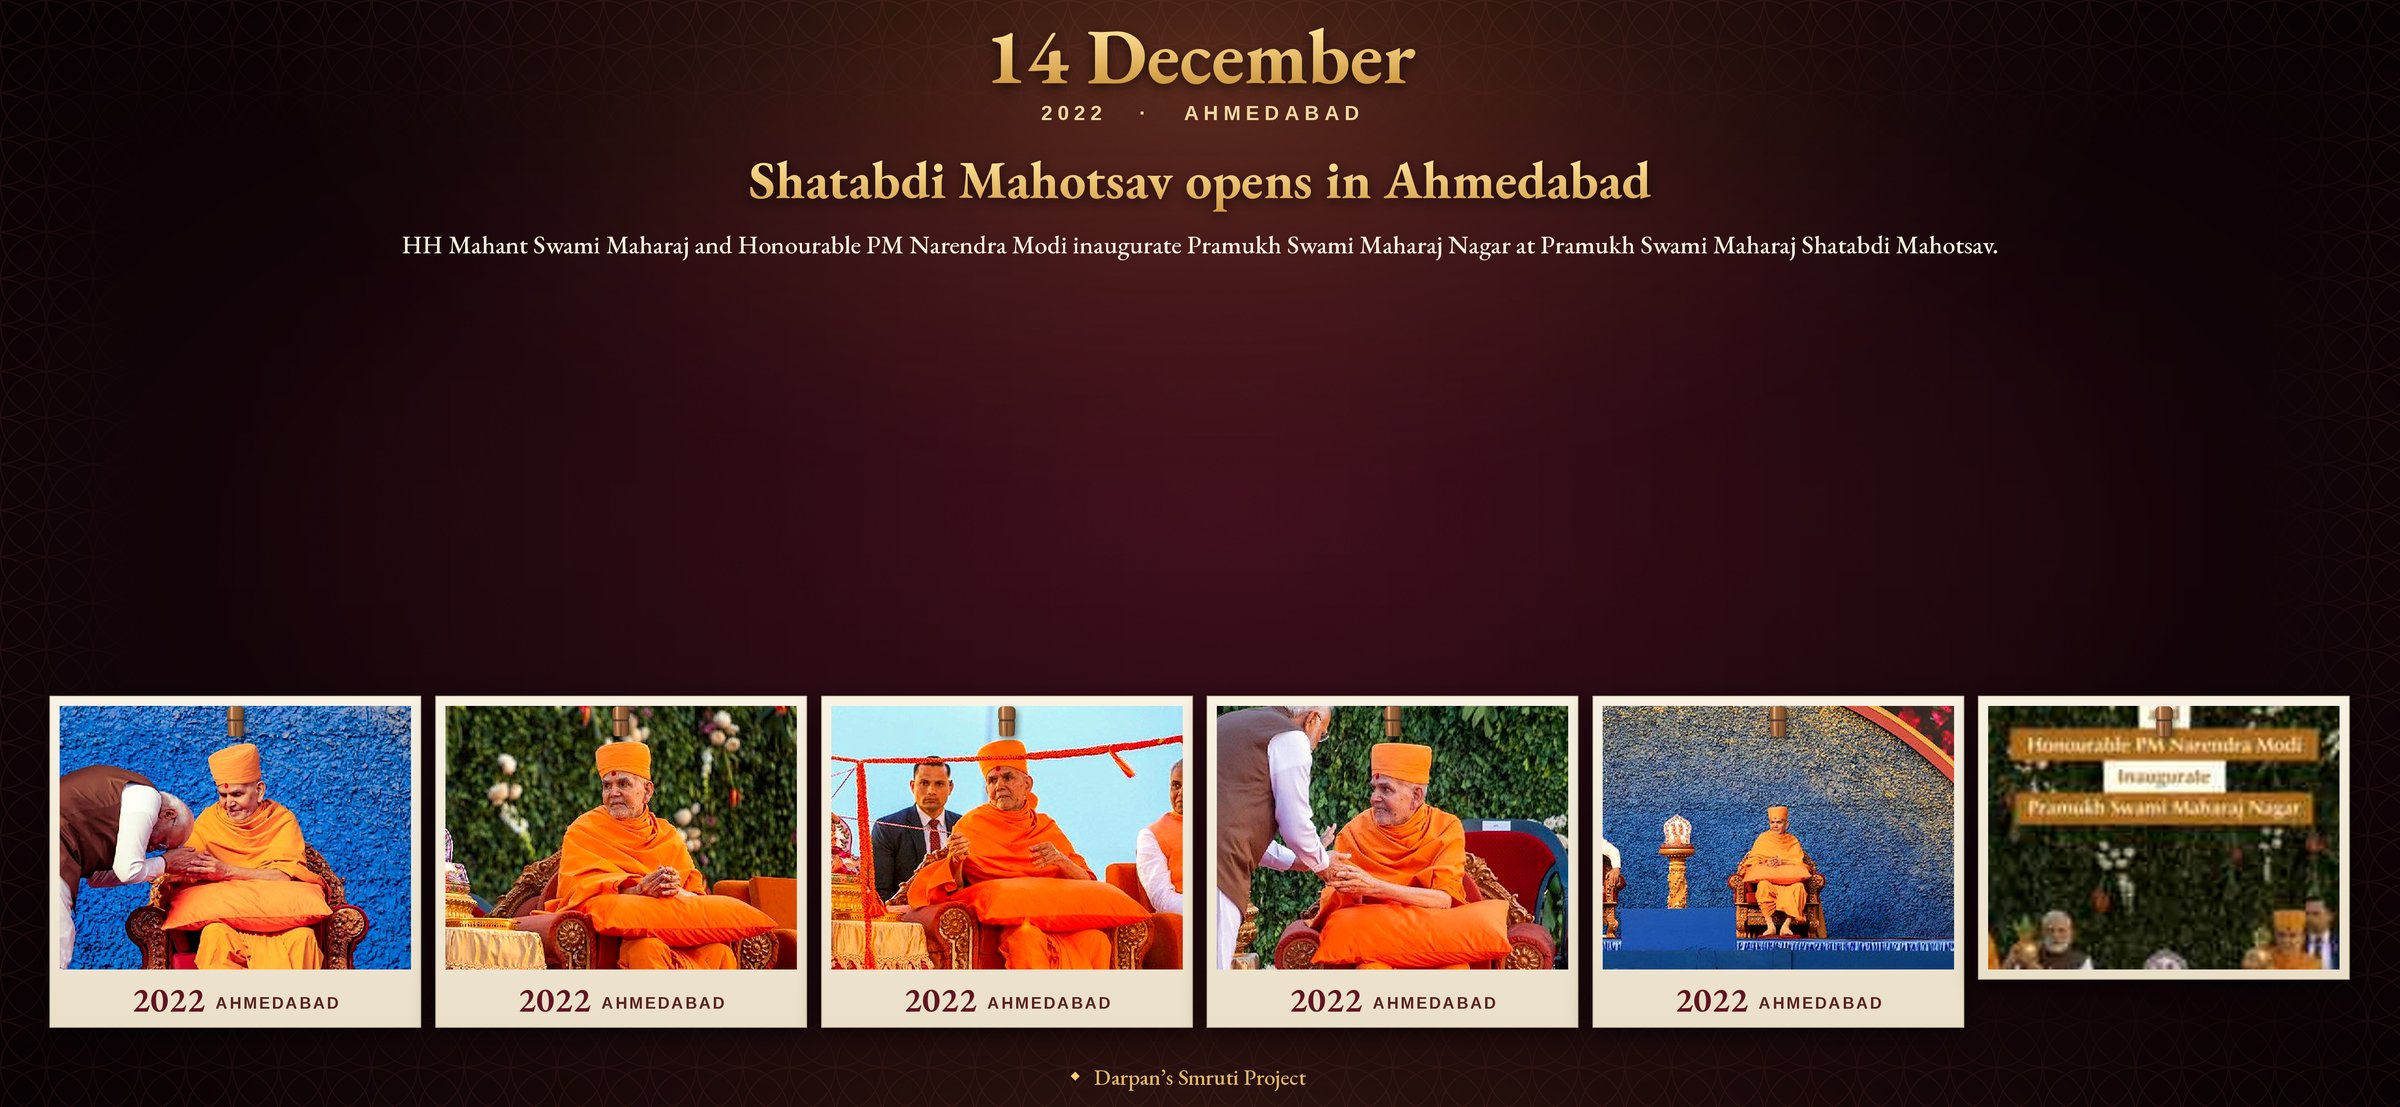 14 December
2022 · AHMEDABAD
Shatabdi Mahotsav opens in Ahmedabad
HH Mahant Swami Maharaj and Honourable PM Narendra Modi inaugurate Pramukh Swami Maharaj Nagar at Pramukh Swami Maharaj Shatabdi Mahotsav.
Honourable PM Narendra Modi
Inaugurate
Pramukh Swami Maharaj Nagar
2022 AHMEDABAD
2022 AHMEDABAD
2022 AHMEDABAD
2022 AHMEDABAD
2022 AHMEDABAD
Darpan’s Smruti Project